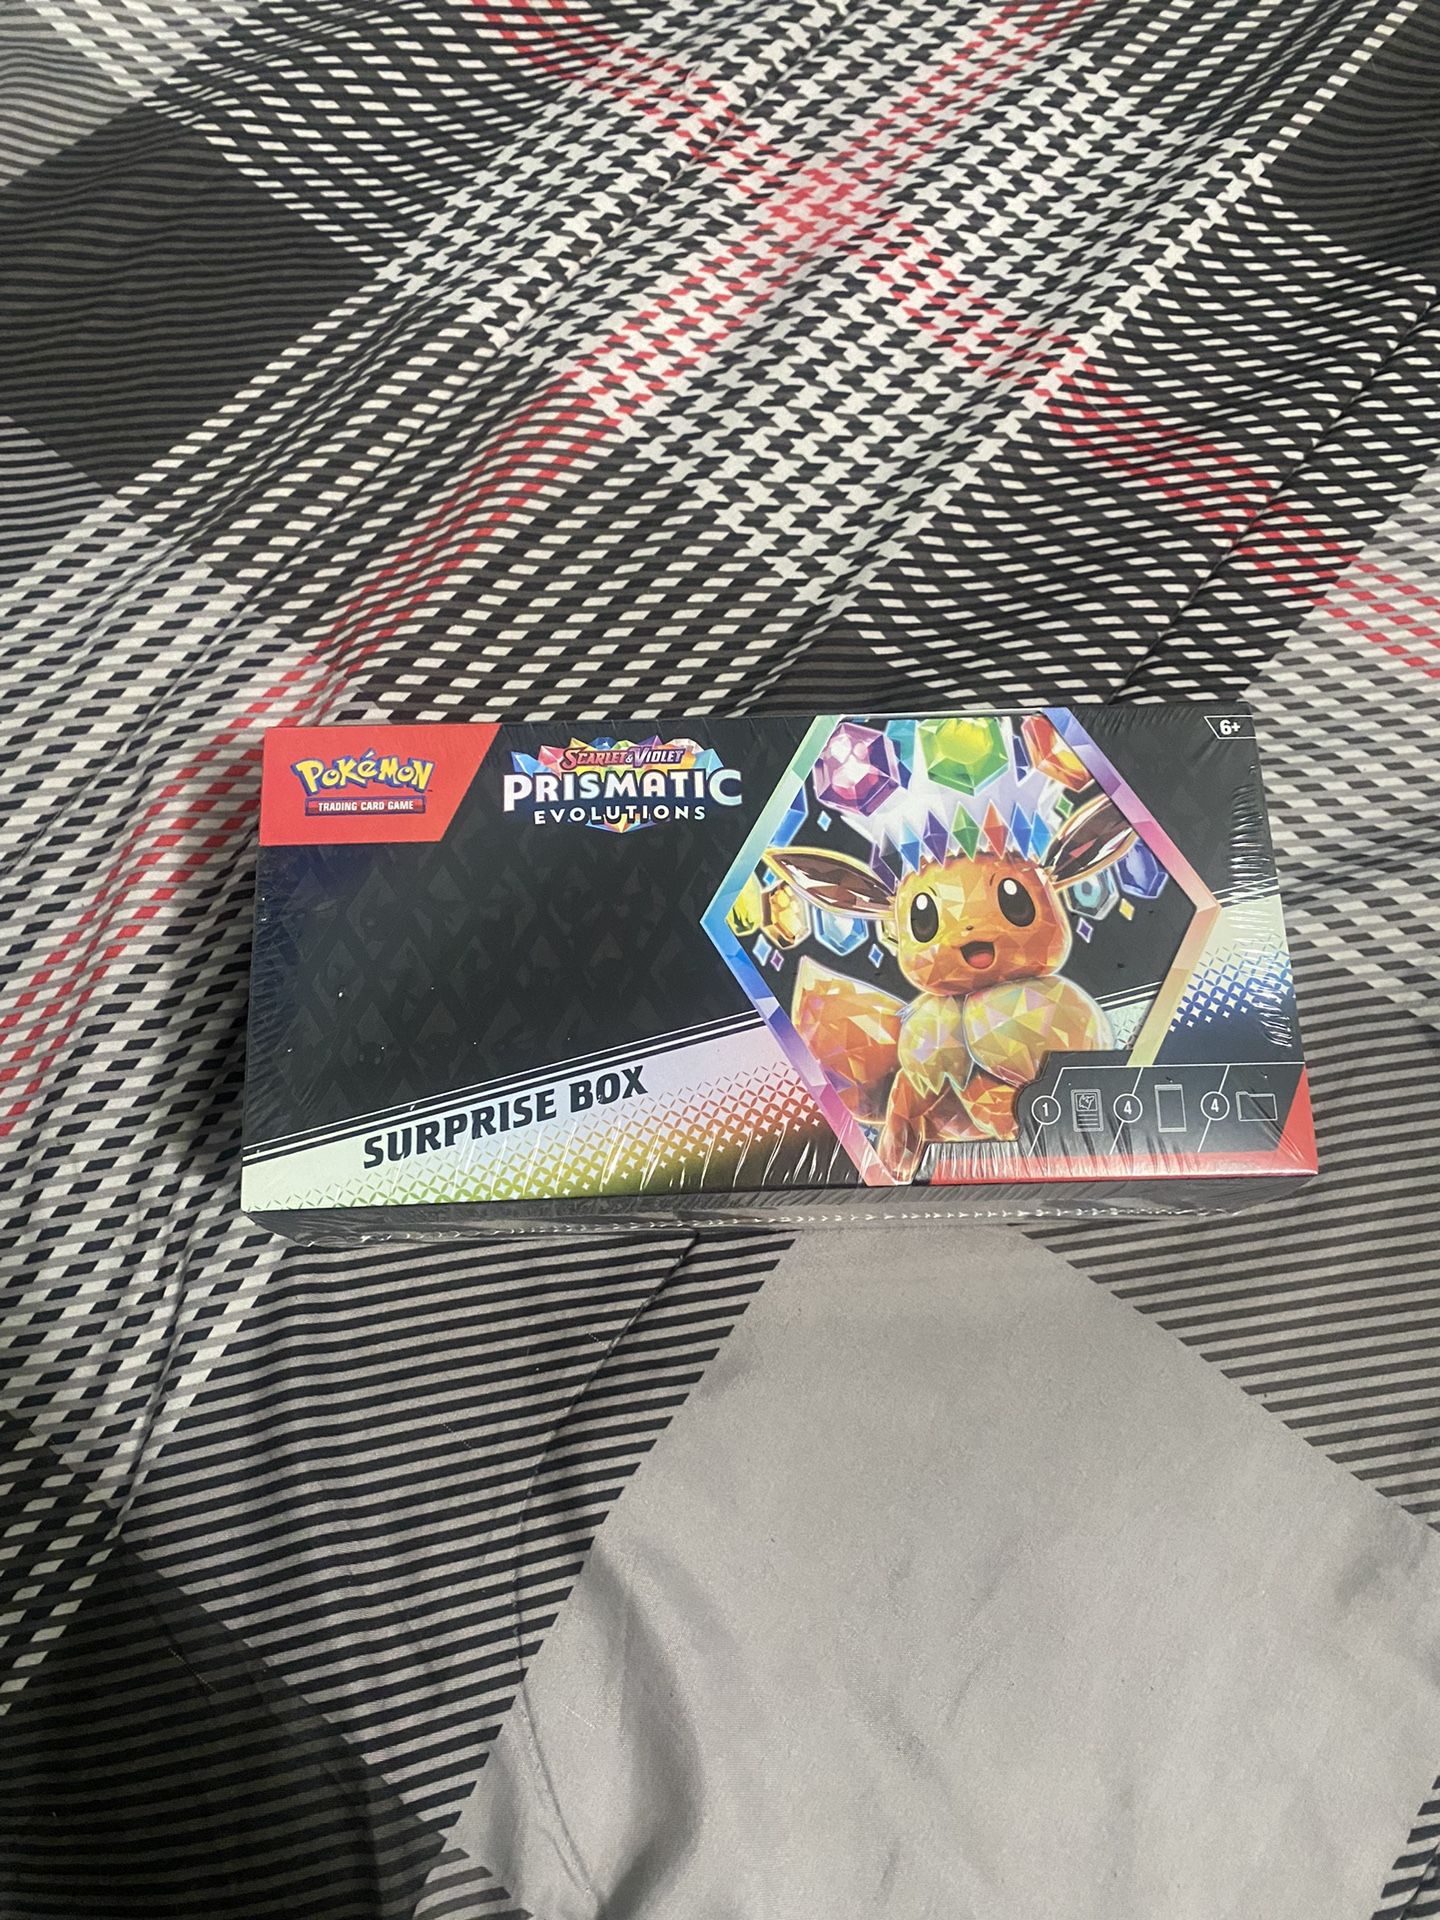 POKéMON
TRADING CARD GAME
SCARLET & VIOLET
PRISMATIC
EVOLUTIONS
6+
SURPRISE BOX
1 4 4